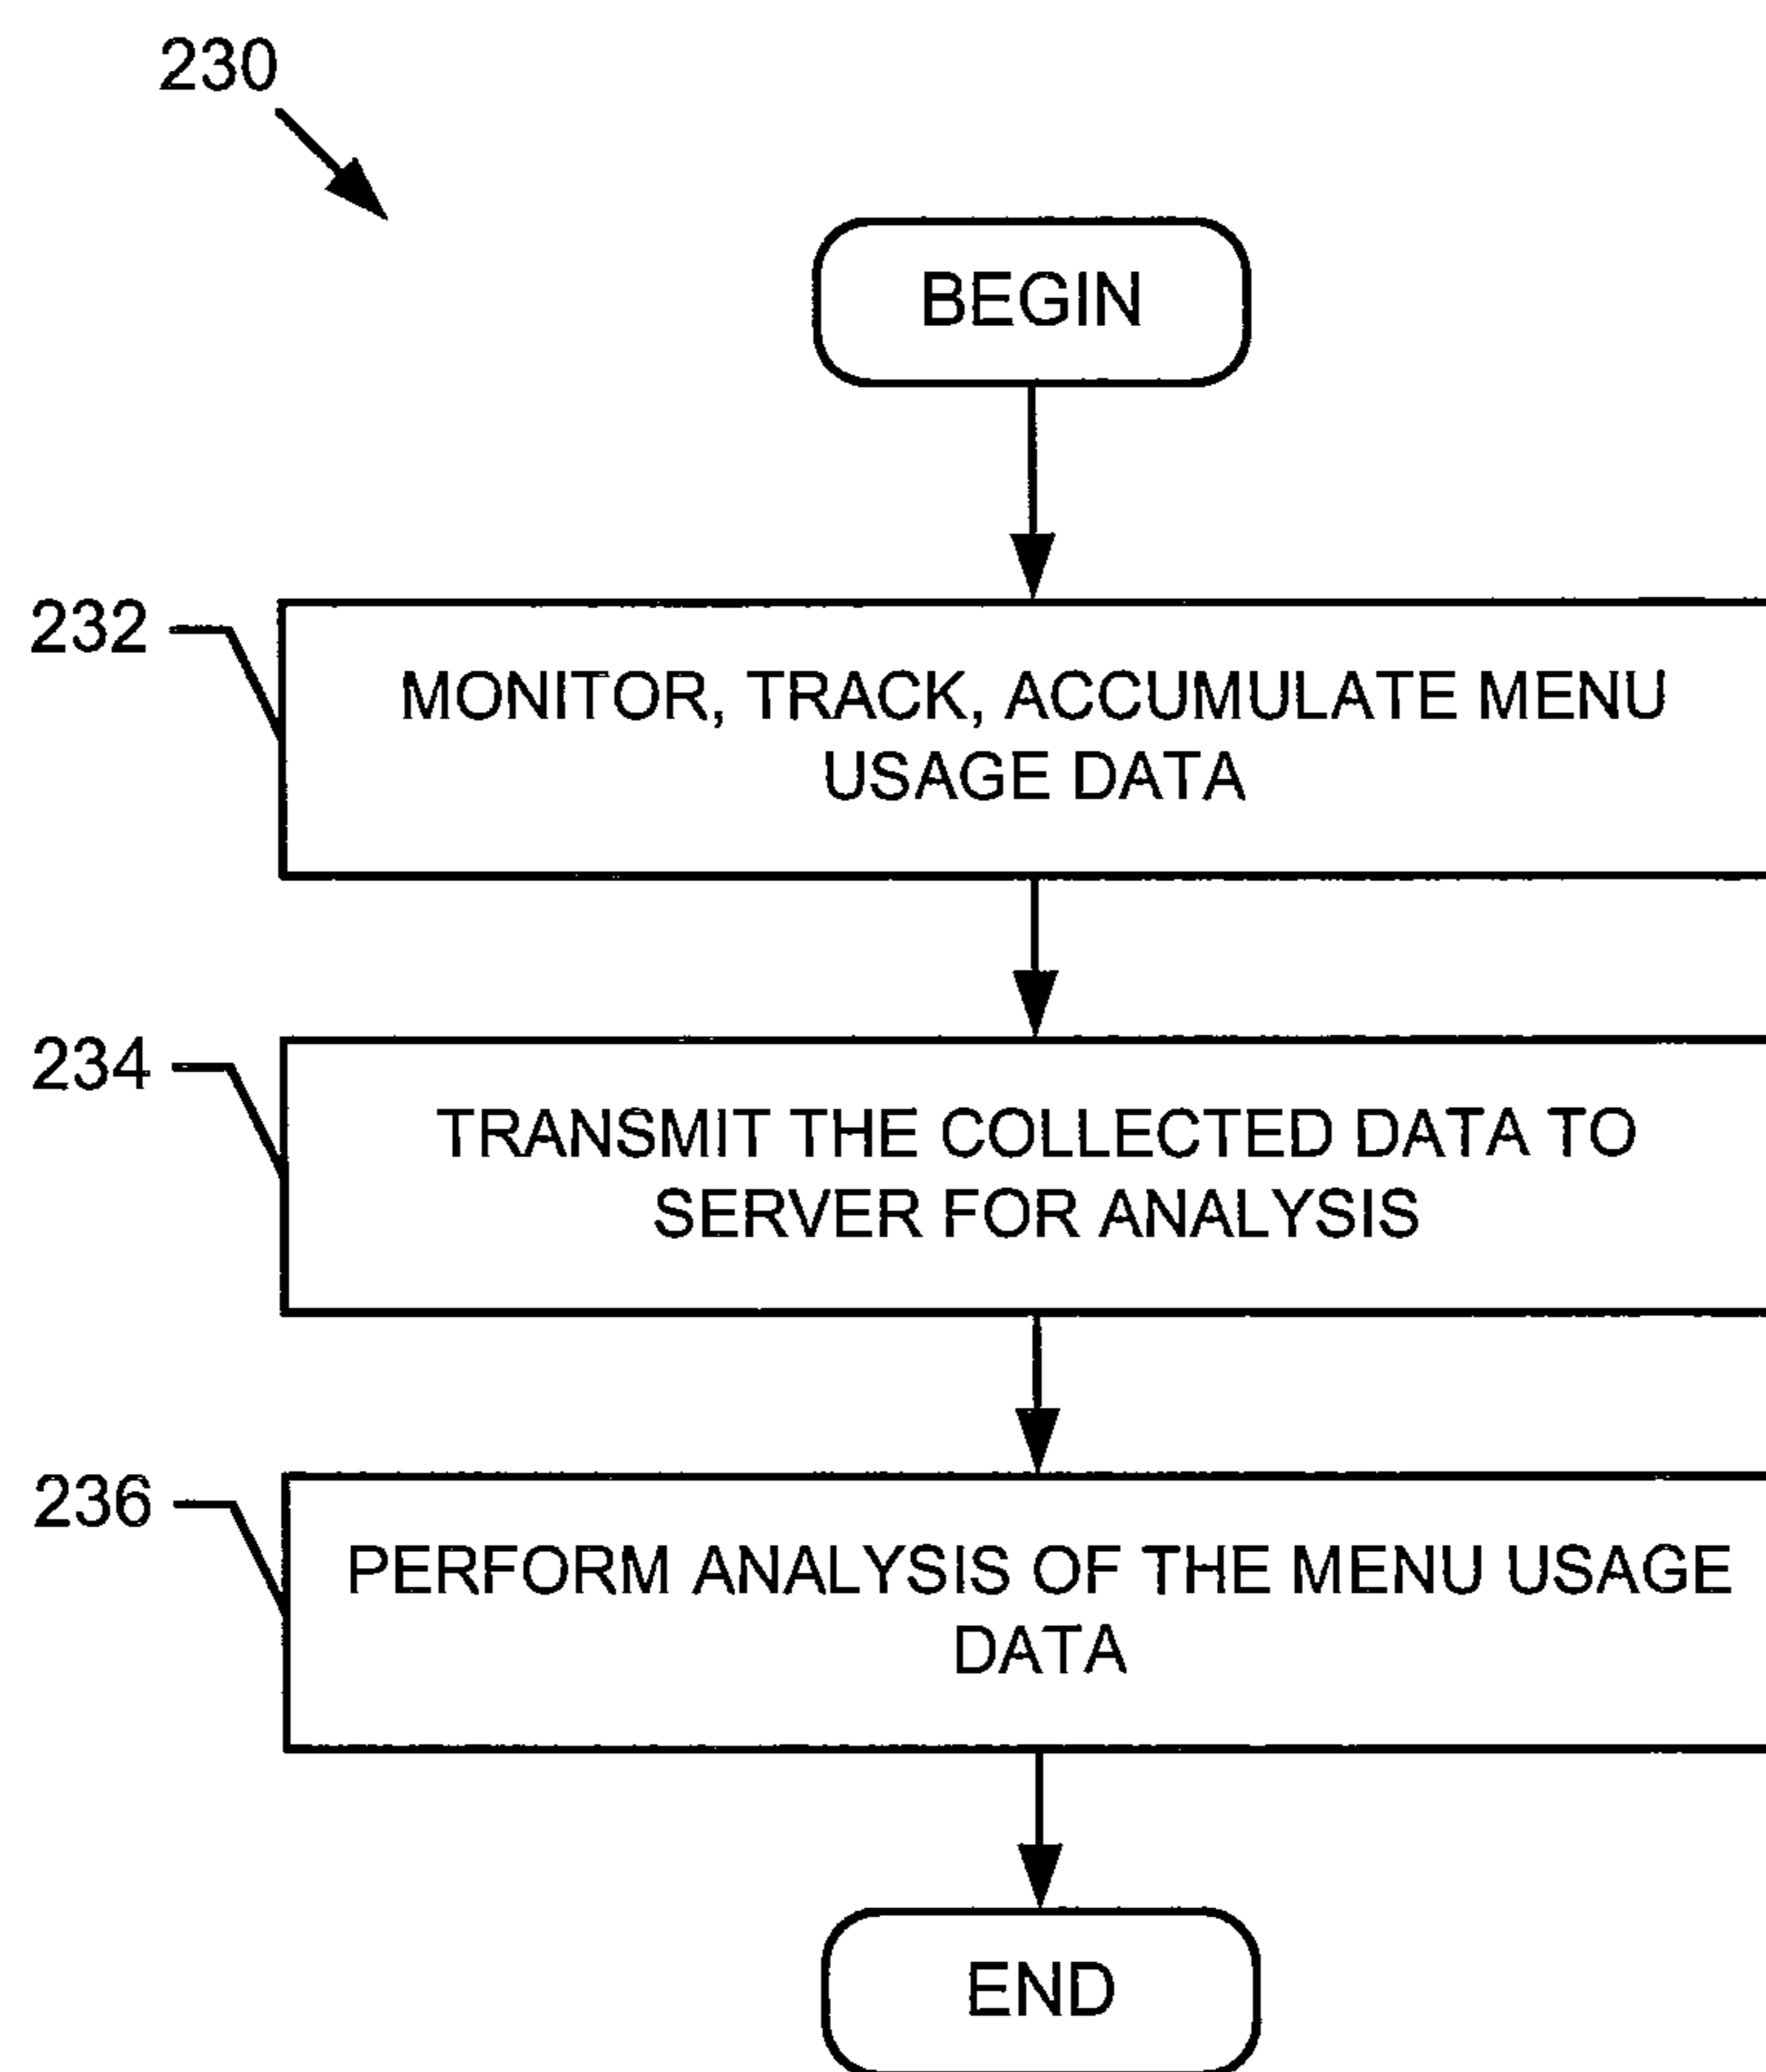 230
BEGIN
232
MONITOR, TRACK, ACCUMULATE MENU
USAGE DATA
234
TRANSMIT THE COLLECTED DATA TO
SERVER FOR ANALYSIS
236
PERFORM ANALYSIS OF THE MENU USAGE
DATA
END